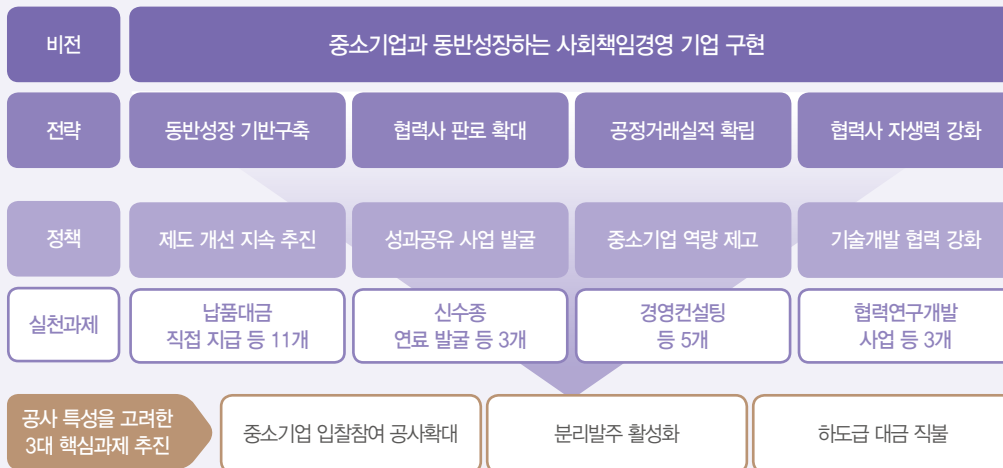 비전
중소기업과 동반성장하는 사회책임경영 기업 구현
전략
동반성장 기반구축
협력사 판로 확대
공정거래실적 확립
협력사 자생력 강화
정책
제도 개선 지속 추진
성과공유 사업 발굴
중소기업 역량 제고
기술개발 협력 강화
실천과제
납품대금
직접 지급 등 11개
신수종
연료 발굴 등 3개
경영컨설팅
등 5개
협력연구개발
사업 등 3개
공사 특성을 고려한
3대 핵심과제 추진
중소기업 입찰참여 공사확대
분리발주 활성화
하도급 대금 직불